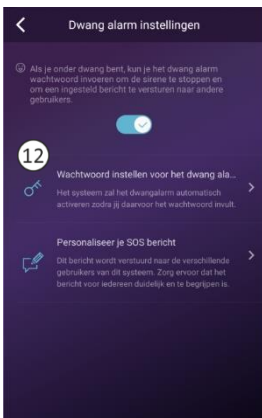 Dwang alarm instellingen
Als je onder dwang bent, kun je het dwang alarm
wachtwoord invoeren om de sirene te stoppen en
om een ingesteld bericht te versturen naar andere
gebruikers.
12
Wachtwoord instellen voor het dwang ala...
Het systeem zal het dwangalarm automatisch
activeren zodra jij daarvoor het wachtwoord invult.
Personaliseer je SOS bericht
Dit bericht wordt verstuurd naar de verschillende
gebruikers van dit systeem. Zorg ervoor dat het
bericht voor iedereen duidelijk en te begrijpen is.